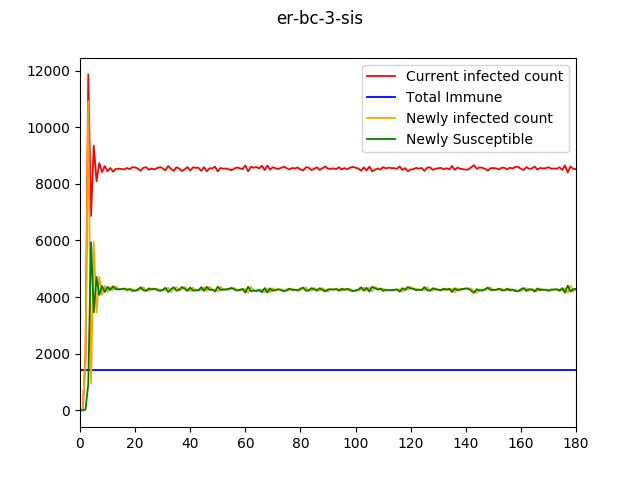 er-bc-3-sis
Current infected count
Total Immune
Newly infected count
Newly Susceptible
12000
10000
8000
6000
4000
2000
0
0 20 40 60 80 100 120 140 160 180